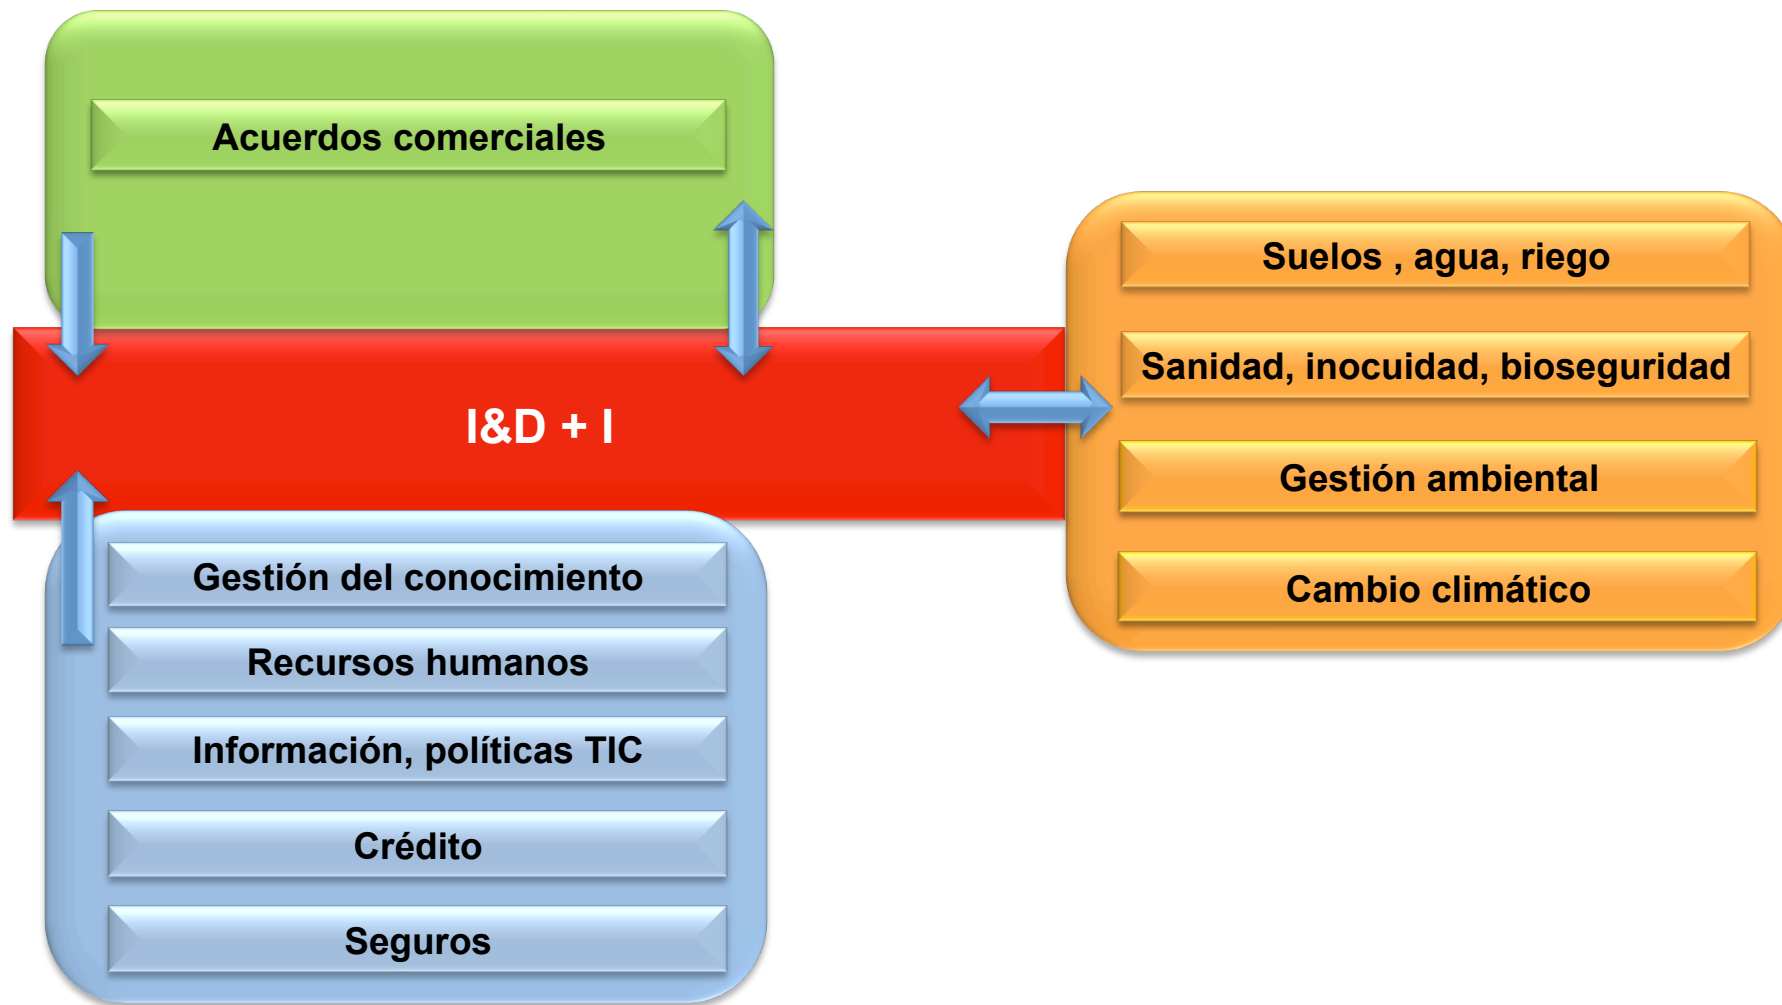 Acuerdos comerciales
I&D + I
Gestión del conocimiento
Recursos humanos
Información, políticas TIC
Crédito
Seguros
Suelos , agua, riego
Sanidad, inocuidad, bioseguridad
Gestión ambiental
Cambio climático